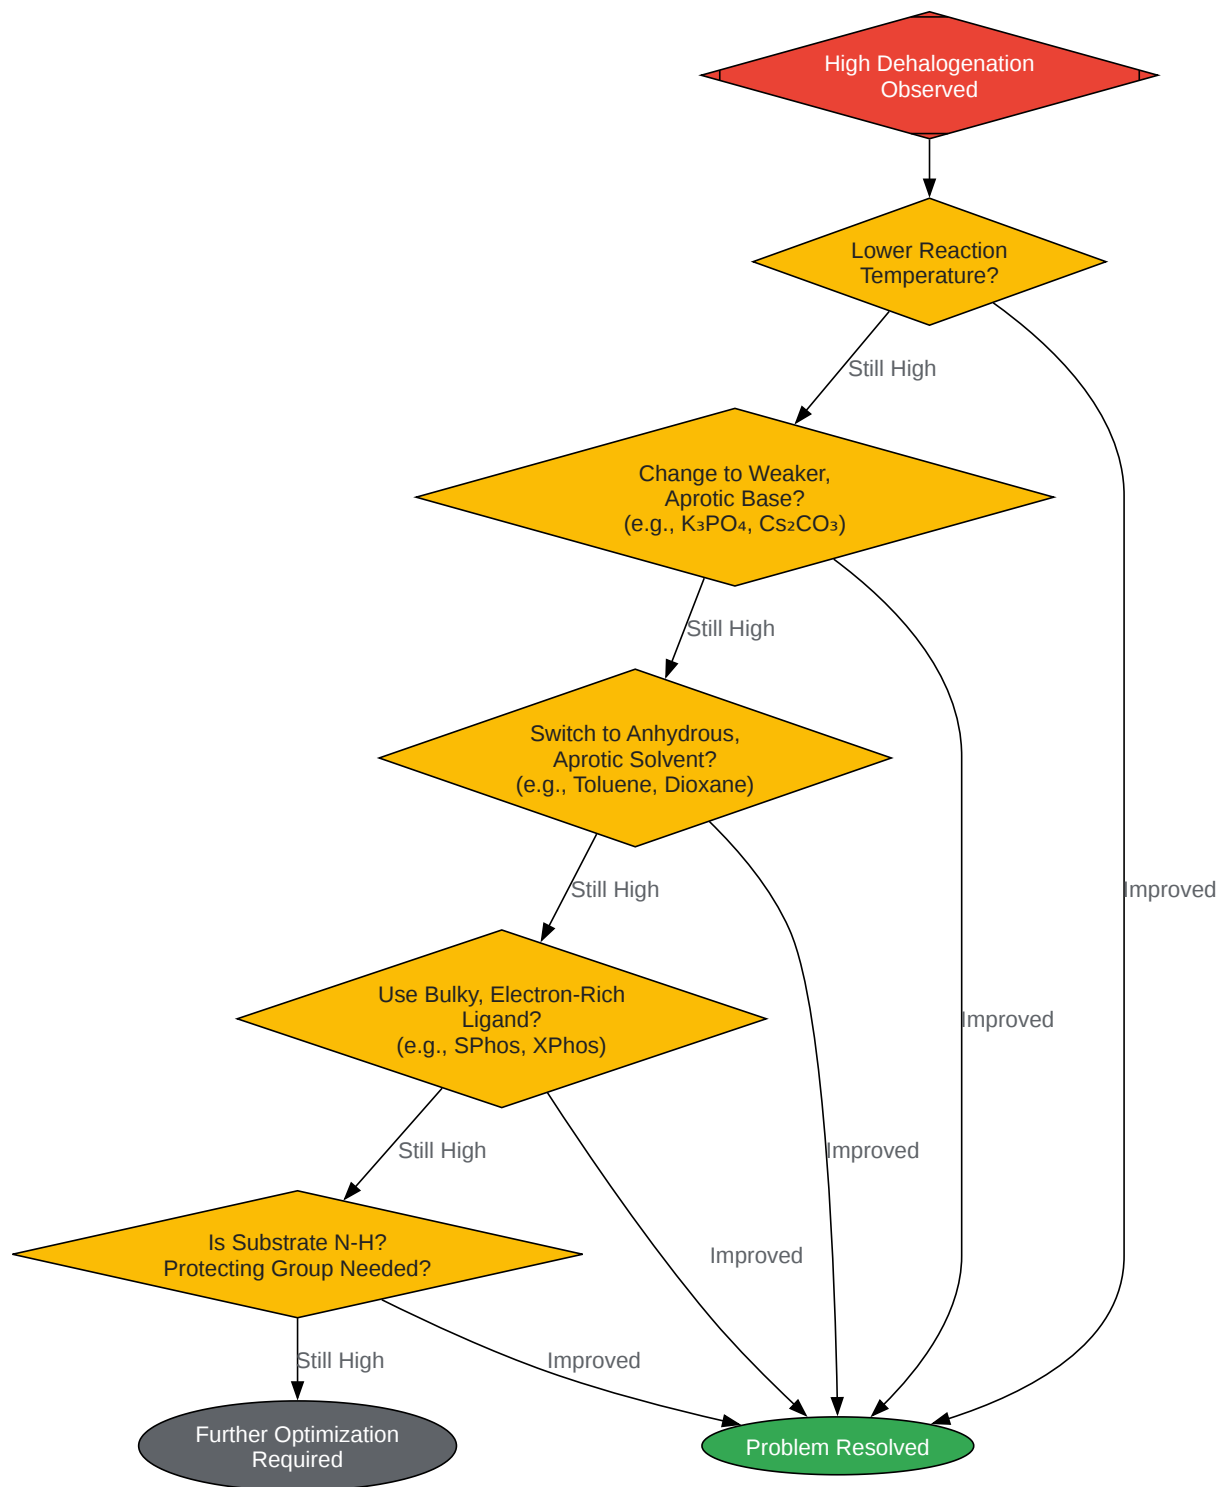 High Dehalogenation
Observed
Lower Reaction
Temperature?
Still High
Change to Weaker,
Aprotic Base?
(e.g., K₃PO₄, Cs₂CO₃)
Still High
Switch to Anhydrous,
Aprotic Solvent?
(e.g., Toluene, Dioxane)
Still High
Improved
Use Bulky, Electron-Rich
Ligand?
(e.g., SPhos, XPhos)
Improved
Still High
Improved
Is Substrate N-H?
Protecting Group Needed?
Improved
Still High
Improved
Further Optimization
Required
Problem Resolved